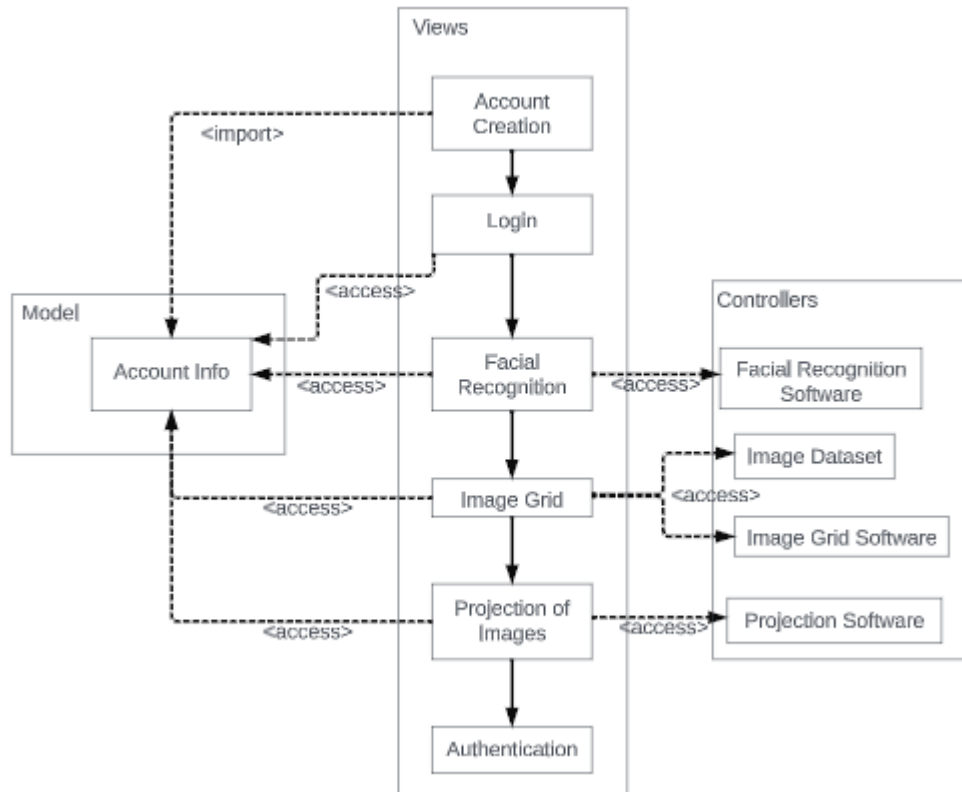 Views
Account
Creation
<import>
Login
<access>
Model
Controllers
Account Info
<access>
Facial
Recognition
<access>
Facial Recognition
Software
Image Dataset
<access>
Image Grid
<access>
Image Grid Software
Projection of
Images
<access>
<access>
Projection Software
Authentication